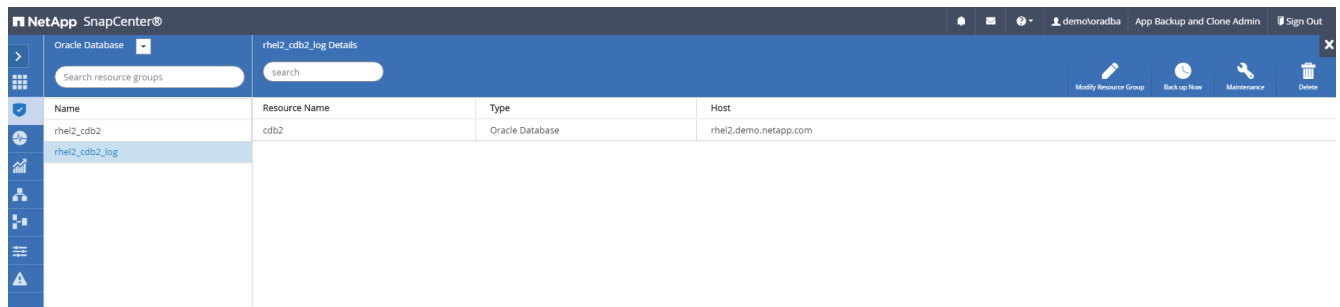 NetApp SnapCenter®
demo\oradba App Backup and Clone Admin Sign Out
Oracle Database
rhel2_cdb2_log Details
Search resource groups
search
Modify Resource Group Back up Now Maintenance Delete
Name
Resource Name Type Host
rhel2_cdb2
cdb2 Oracle Database rhel2.demo.netapp.com
rhel2_cdb2_log